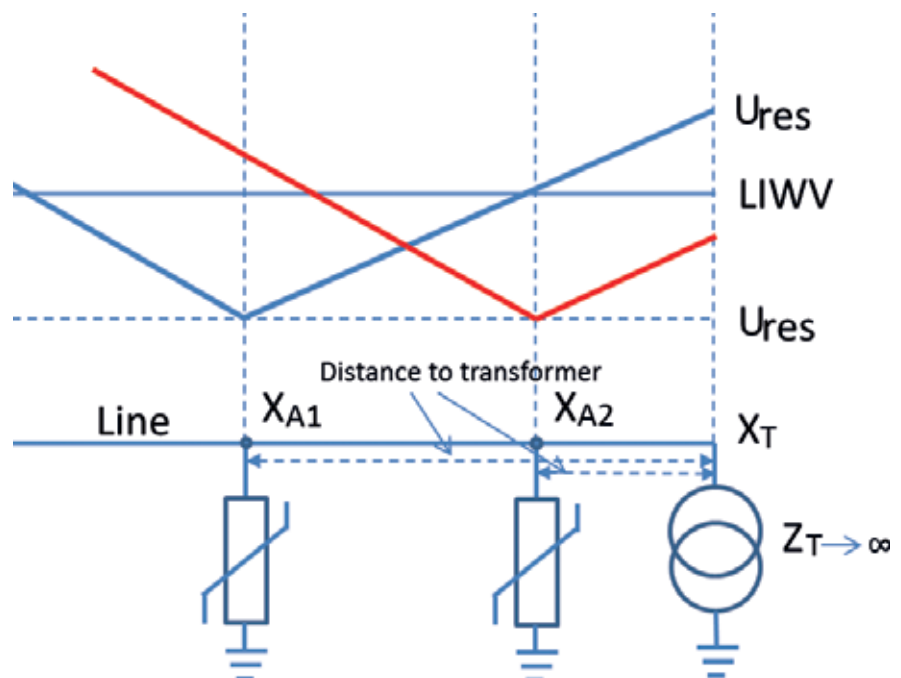 Ures
LIWV
Ures
Distance to transformer
Line
XA1
XA2
XT
ZT→∞